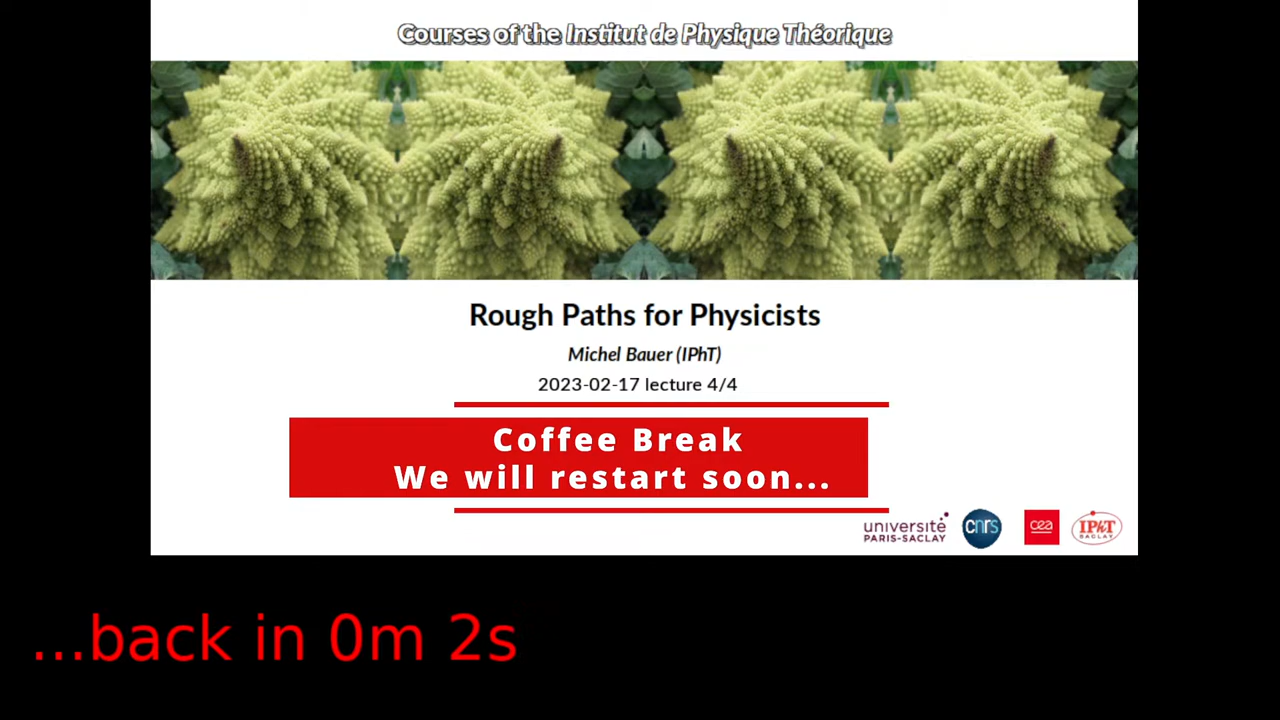 Courses of the Institut de Physique Théorique
Rough Paths for Physicists
Michel Bauer (IPhT)
2023-02-17 lecture 4/4
Coffee Break
We will restart soon...
université
PARIS-SACLAY
cnrs
cea
IPhT
SACLAY
...back in 0m 2s